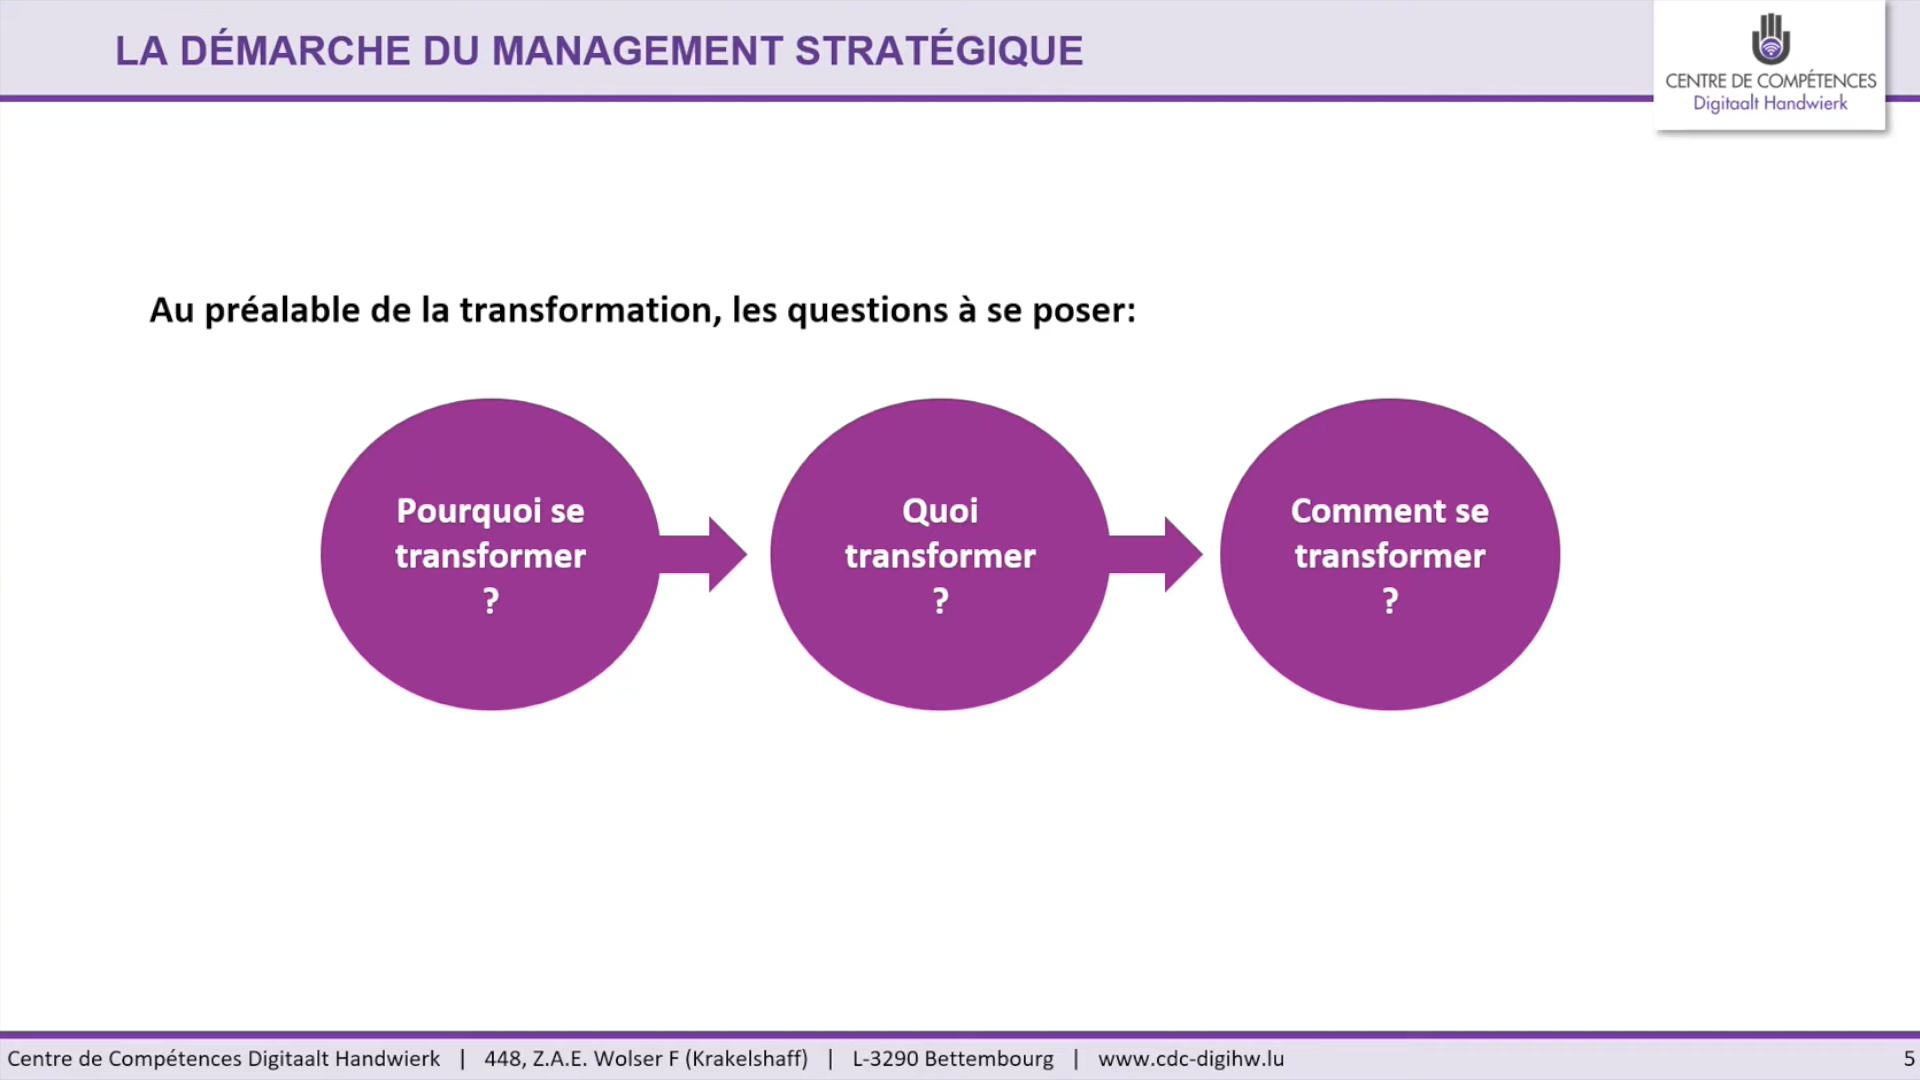 LA DÉMARCHE DU MANAGEMENT STRATÉGIQUE
CENTRE DE COMPÉTENCES
Digitaalt Handwierk
Au préalable de la transformation, les questions à se poser:
Pourquoi se
transformer
?
Quoi
transformer
?
Comment se
transformer
?
Centre de Compétences Digitaalt Handwierk | 448, Z.A.E. Wolser F (Krakelshaff) | L-3290 Bettembourg | www.cdc-digihw.lu
5